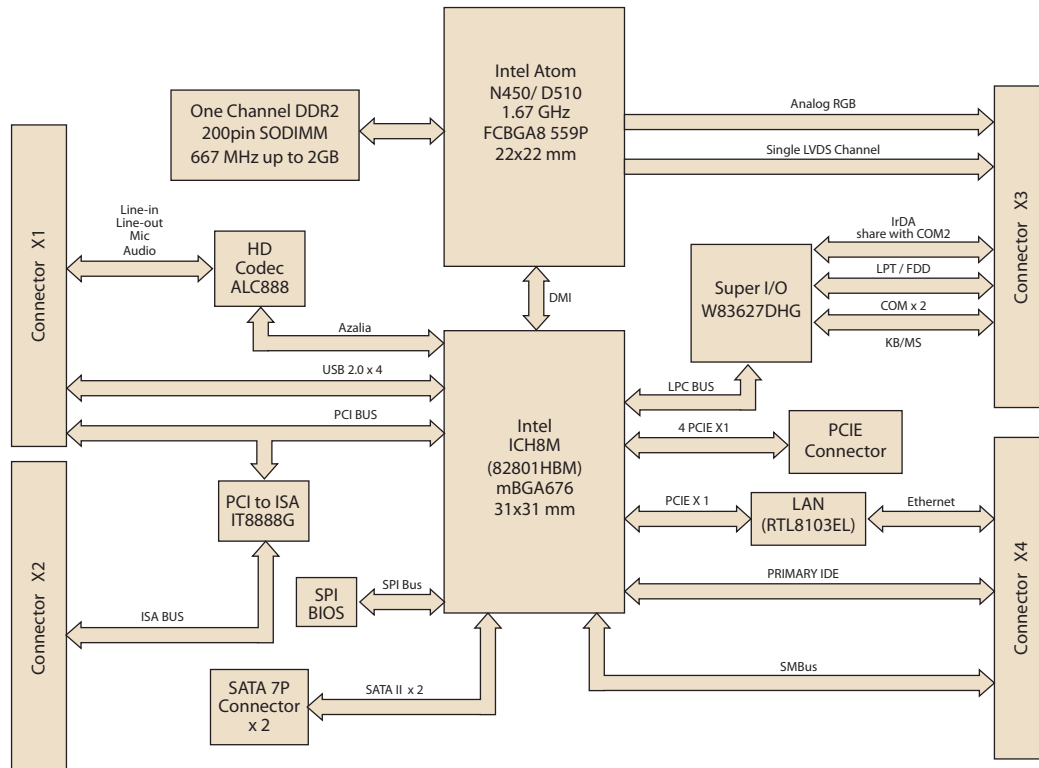 Intel Atom
N450/ D510
1.67 GHz
FCBGA8 559P
22x22 mm
One Channel DDR2
200pin SODIMM
667 MHz up to 2GB
Analog RGB
Single LVDS Channel
Connector X1
Line-in
Line-out
Mic
Audio
HD
Codec
ALC888
Azalia
DMI
Super I/O
W83627DHG
IrDA
share with COM2
LPT / FDD
COM x 2
KB/MS
Connector X3
USB 2.0 x 4
PCI BUS
LPC BUS
Intel
ICH8M
(82801HBM)
mBGA676
31x31 mm
4 PCIE X1
PCIE
Connector
PCI to ISA
IT8888G
PCIE X 1
LAN
(RTL8103EL)
Ethernet
Connector X2
ISA BUS
SPI
BIOS
SPI Bus
PRIMARY IDE
Connector X4
SATA 7P
Connector
x 2
SATA II x 2
SMBus